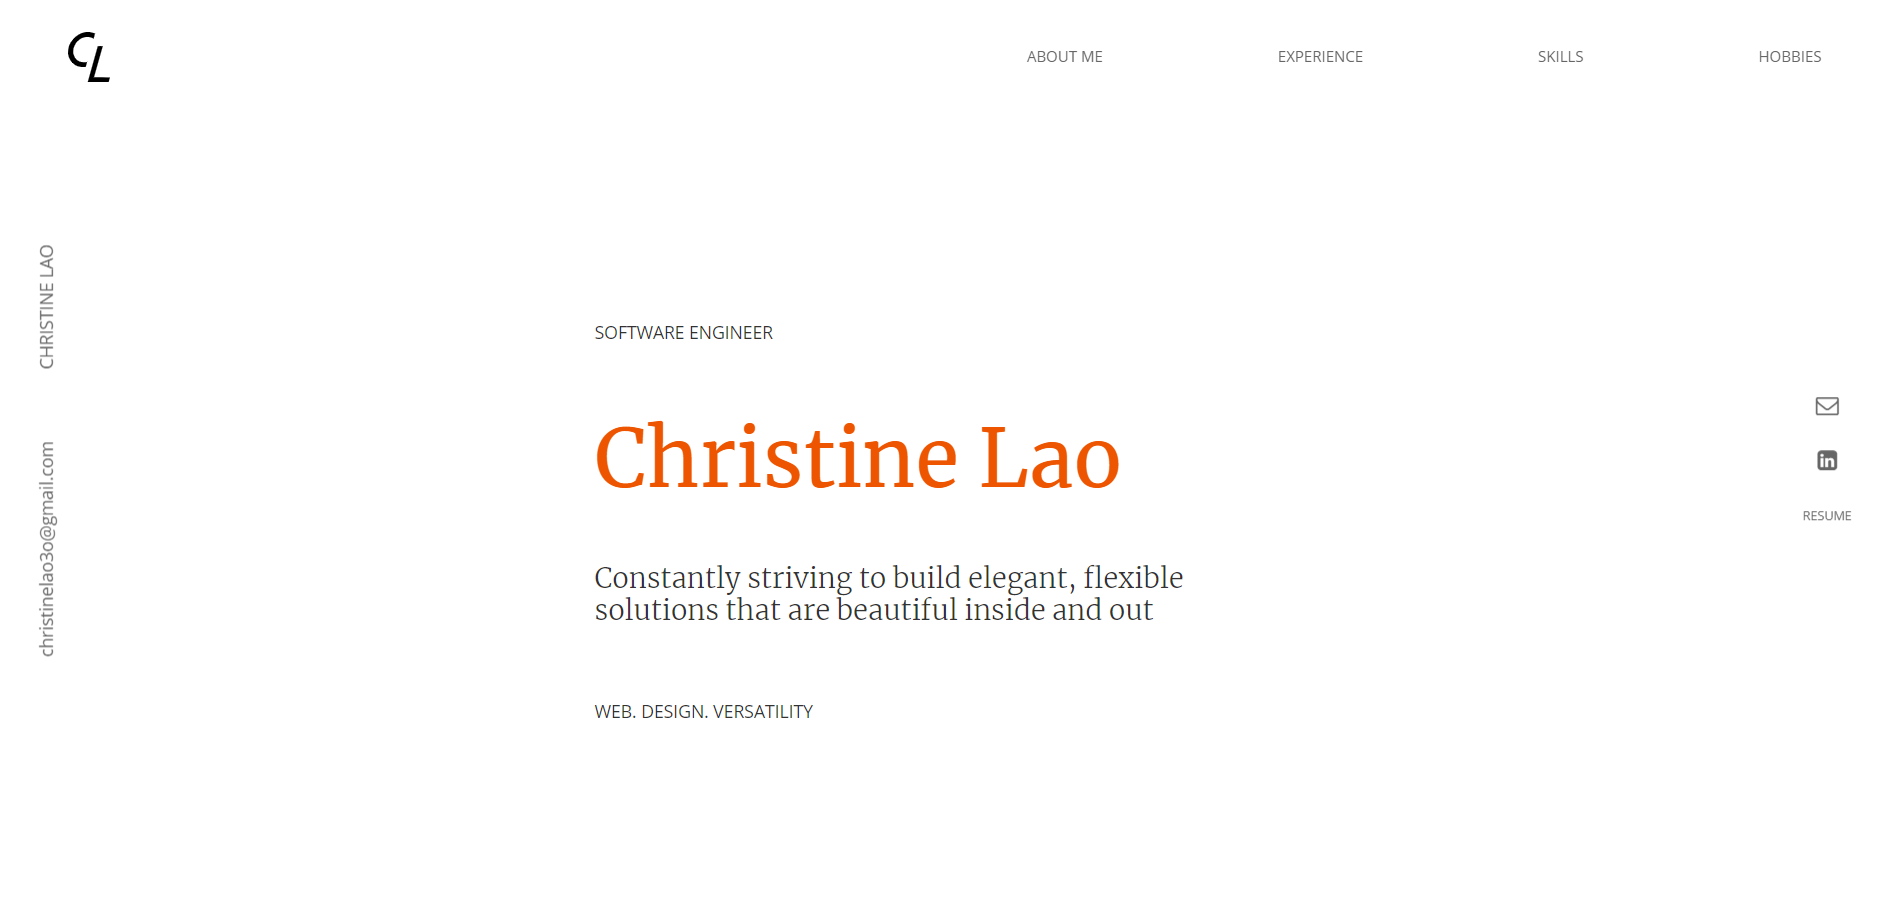 CL
ABOUT ME
EXPERIENCE
SKILLS
HOBBIES
CHRISTINE LAO
christinelao3o@gmail.com
SOFTWARE ENGINEER
Christine Lao
Constantly striving to build elegant, flexible
solutions that are beautiful inside and out
WEB. DESIGN. VERSATILITY
in
RESUME